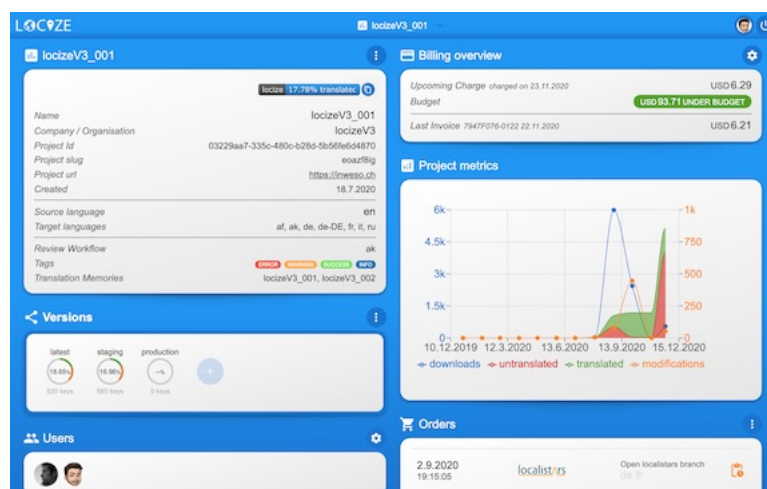 LOCIZE
locizeV3_001
locizeV3_001
locize 17.78% translated
Name locizeV3_001
Company / Organisation locizeV3
Project Id 03229aa7-335c-480c-b28d-5b56fe6d4870
Project slug eoazf8ig
Project url https://inweso.ch
Created 18.7.2020
Source language en
Target languages af, ak, de, de-DE, fr, it, ru
Review Workflow ak
Tags ERROR WARNING SUCCESS INFO
Translation Memories locizeV3_001, locizeV3_002
Versions
latest staging production
18.65% 16.96% -%
520 keys 560 keys 0 keys
Users
Billing overview
Upcoming Charge charged on 23.11.2020 USD 6.29
Budget USD 93.71 UNDER BUDGET
Last Invoice 7947F076-0122 22.11.2020 USD 6.21
Project metrics
6k 1k
4.5k 750
3k 500
1.5k 250
0 0
10.12.2019 12.3.2020 13.6.2020 13.9.2020 15.12.2020
downloads untranslated translated modifications
Orders
2.9.2020 localistars Open localistars branch
19:15:05 de fr